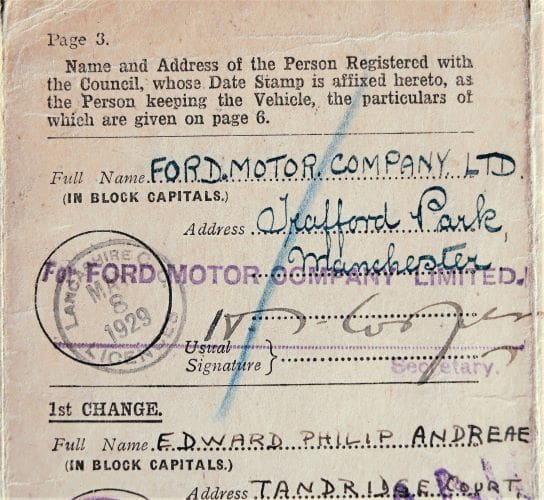 Page 3.
Name and Address of the Person Registered with
the Council, whose Date Stamp is affixed hereto, as
the Person keeping the Vehicle, the particulars of
which are given on page 6.
Full Name FORD. MOTOR. COMPANY, LTD.
(IN BLOCK CAPITALS.)
Address Trafford Park,
Manchester
For FORD MOTOR COMPANY LIMITED.
LANCASHIRE C.C.
8
1929
LICENCES
Usual
Signature }
Secretary.
1st CHANGE.
Full Name EDWARD PHILIP ANDREAE
(IN BLOCK CAPITALS.)
Address TANDRIDGE COURT,